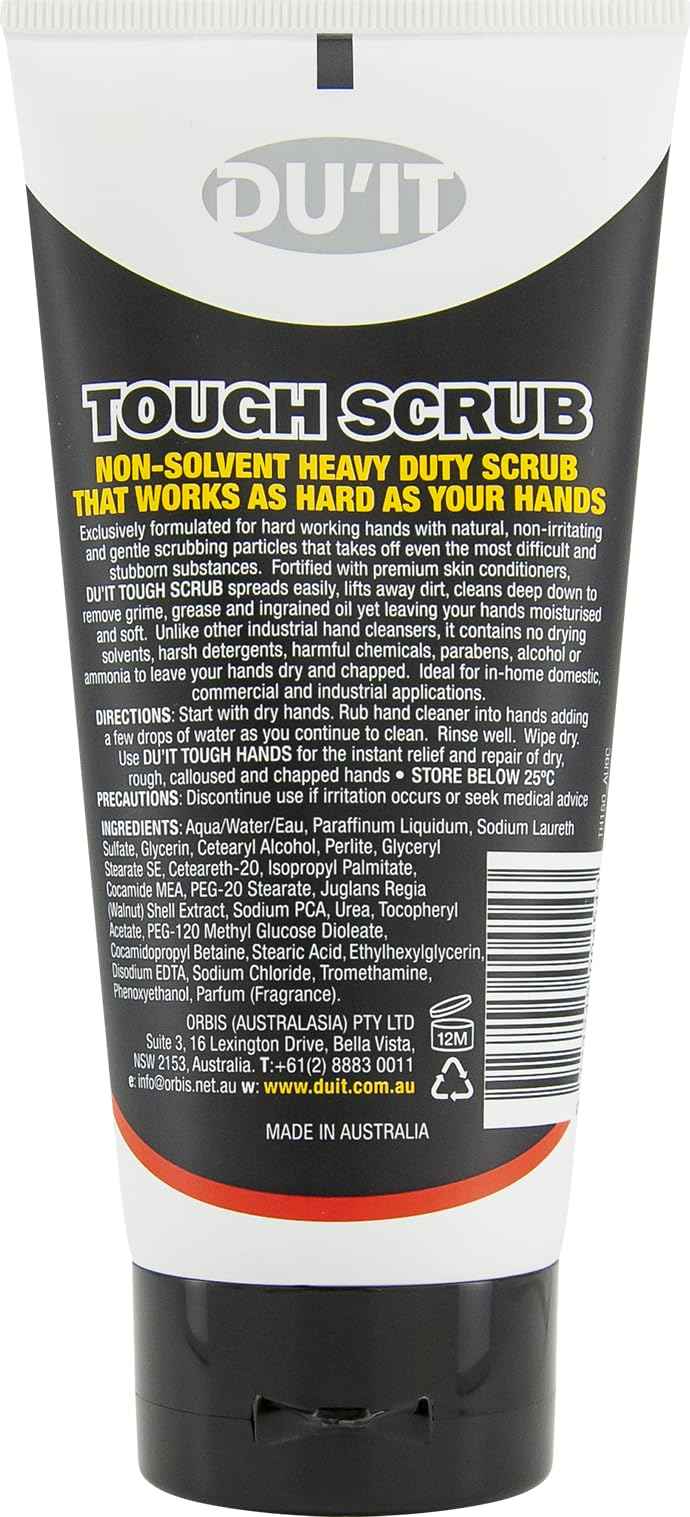 DU'IT
TOUGH SCRUB
NON-SOLVENT HEAVY DUTY SCRUB
THAT WORKS AS HARD AS YOUR HANDS
Exclusively formulated for hard working hands with natural, non-irritating
and gentle scrubbing particles that takes off even the most difficult and
stubborn substances. Fortified with premium skin conditioners,
DU'IT TOUGH SCRUB spreads easily, lifts away dirt, cleans deep down to
remove grime, grease and ingrained oil yet leaving your hands moisturised
and soft. Unlike other industrial hand cleansers, it contains no drying
solvents, harsh detergents, harmful chemicals, parabens, alcohol or
ammonia to leave your hands dry and chapped. Ideal for in-home domestic,
commercial and industrial applications.
DIRECTIONS: Start with dry hands. Rub hand cleaner into hands adding
a few drops of water as you continue to clean. Rinse well. Wipe dry.
Use DU'IT TOUGH HANDS for the instant relief and repair of dry,
rough, calloused and chapped hands • STORE BELOW 25ºC
PRECAUTIONS: Discontinue use if irritation occurs or seek medical advice
INGREDIENTS: Aqua/Water/Eau, Paraffinum Liquidum, Sodium Laureth
Sulfate, Glycerin, Cetearyl Alcohol, Perlite, Glyceryl
Stearate SE, Ceteareth-20, Isopropyl Palmitate,
Cocamide MEA, PEG-20 Stearate, Juglans Regia
(Walnut) Shell Extract, Sodium PCA, Urea, Tocopheryl
Acetate, PEG-120 Methyl Glucose Dioleate,
Cocamidopropyl Betaine, Stearic Acid, Ethylhexylglycerin,
Disodium EDTA, Sodium Chloride, Tromethamine,
Phenoxyethanol, Parfum (Fragrance).
ORBIS (AUSTRALASIA) PTY LTD
Suite 3, 16 Lexington Drive, Bella Vista,
NSW 2153, Australia. T:+61(2) 8883 0011
e: info@orbis.net.au w: www.duit.com.au
12M
MADE IN AUSTRALIA